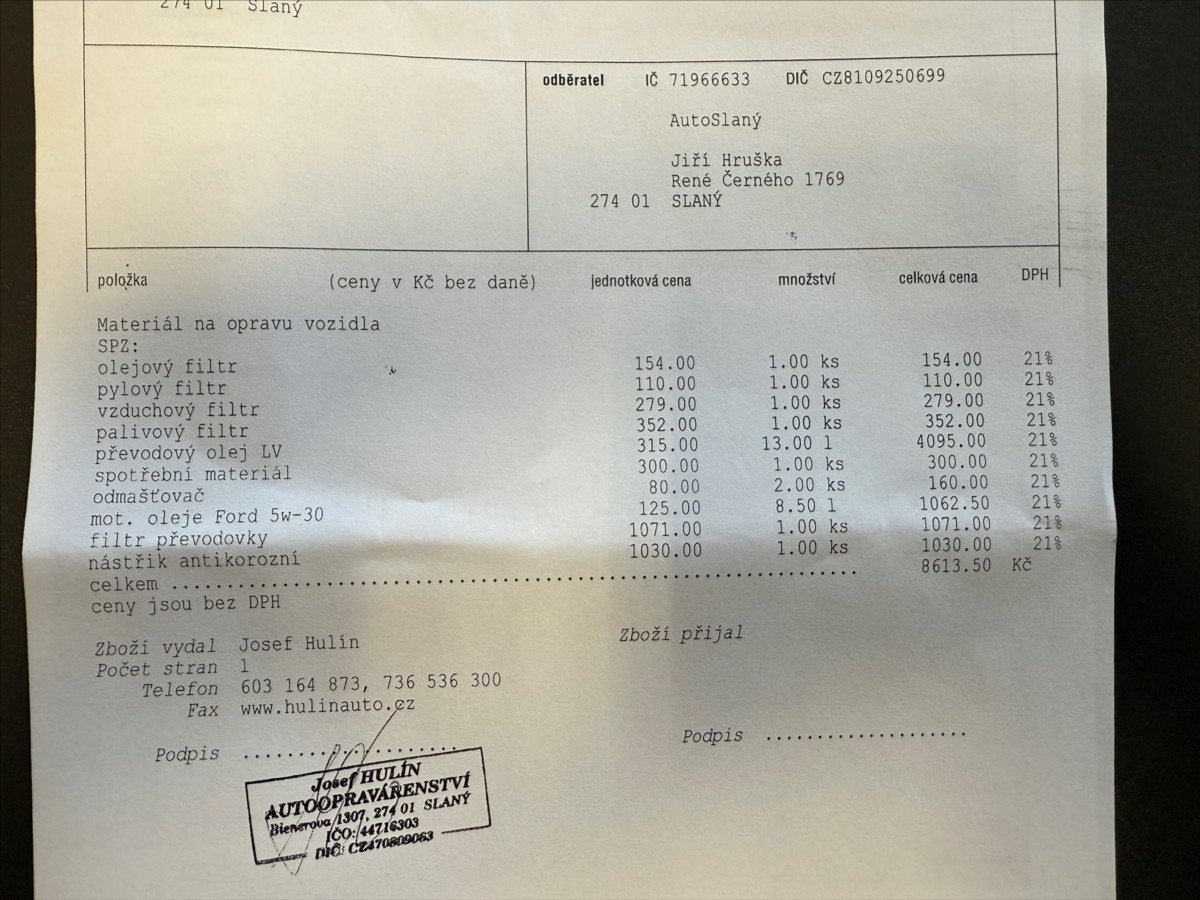 274 01 Slaný
odběratel IČ 71966633 DIČ CZ8109250699
AutoSlaný
Jiří Hruška
René Černého 1769
274 01 SLANÝ
položka (ceny v Kč bez daně) jednotková cena množství celková cena DPH
Materiál na opravu vozidla
SPZ:
olejový filtr 154.00 1.00 ks 154.00 21%
pylový filtr 110.00 1.00 ks 110.00 21%
vzduchový filtr 279.00 1.00 ks 279.00 21%
palivový filtr 352.00 1.00 ks 352.00 21%
převodový olej LV 315.00 13.00 l 4095.00 21%
spotřební materiál 300.00 1.00 ks 300.00 21%
odmašťovač 80.00 2.00 ks 160.00 21%
mot. oleje Ford 5w-30 125.00 8.50 l 1062.50 21%
filtr převodovky 1071.00 1.00 ks 1071.00 21%
nástřik antikorozní 1030.00 1.00 ks 1030.00 21%
celkem ............................................................ 8613.50 Kč
ceny jsou bez DPH
Zboží vydal Josef Hulín Zboží přijal
Počet stran 1
Telefon 603 164 873, 736 536 300
Fax www.hulinauto.cz
Podpis .................... Podpis ....................
Josef HULÍN
AUTOOPRAVÁRENSTVÍ
Bienerova 1307, 274 01 SLANÝ
IČO: 44716303
DIČ: CZ470809063